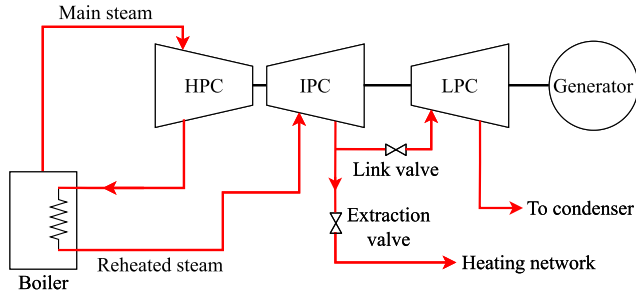 Main steam
HPC
IPC
LPC
Generator
Link valve
Extraction
valve
To condenser
Reheated steam
Heating network
Boiler